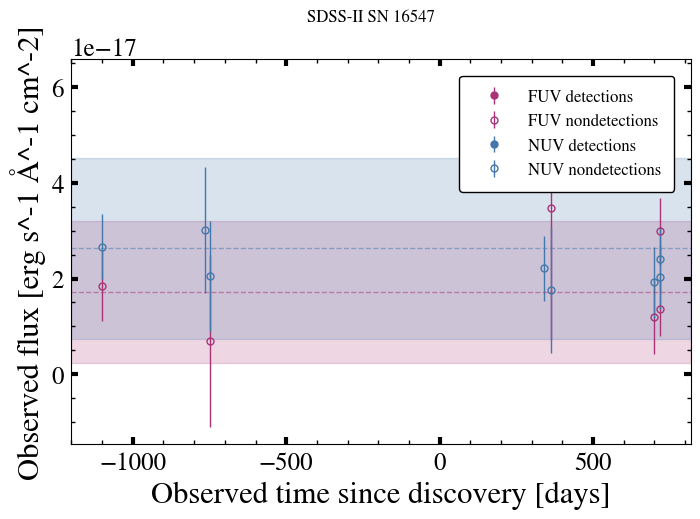 SDSS-II SN 16547
1e−17
6
4
2
0
Observed flux [erg s^-1 Å^-1 cm^-2]
FUV detections
FUV nondetections
NUV detections
NUV nondetections
−1000 −500 0 500
Observed time since discovery [days]